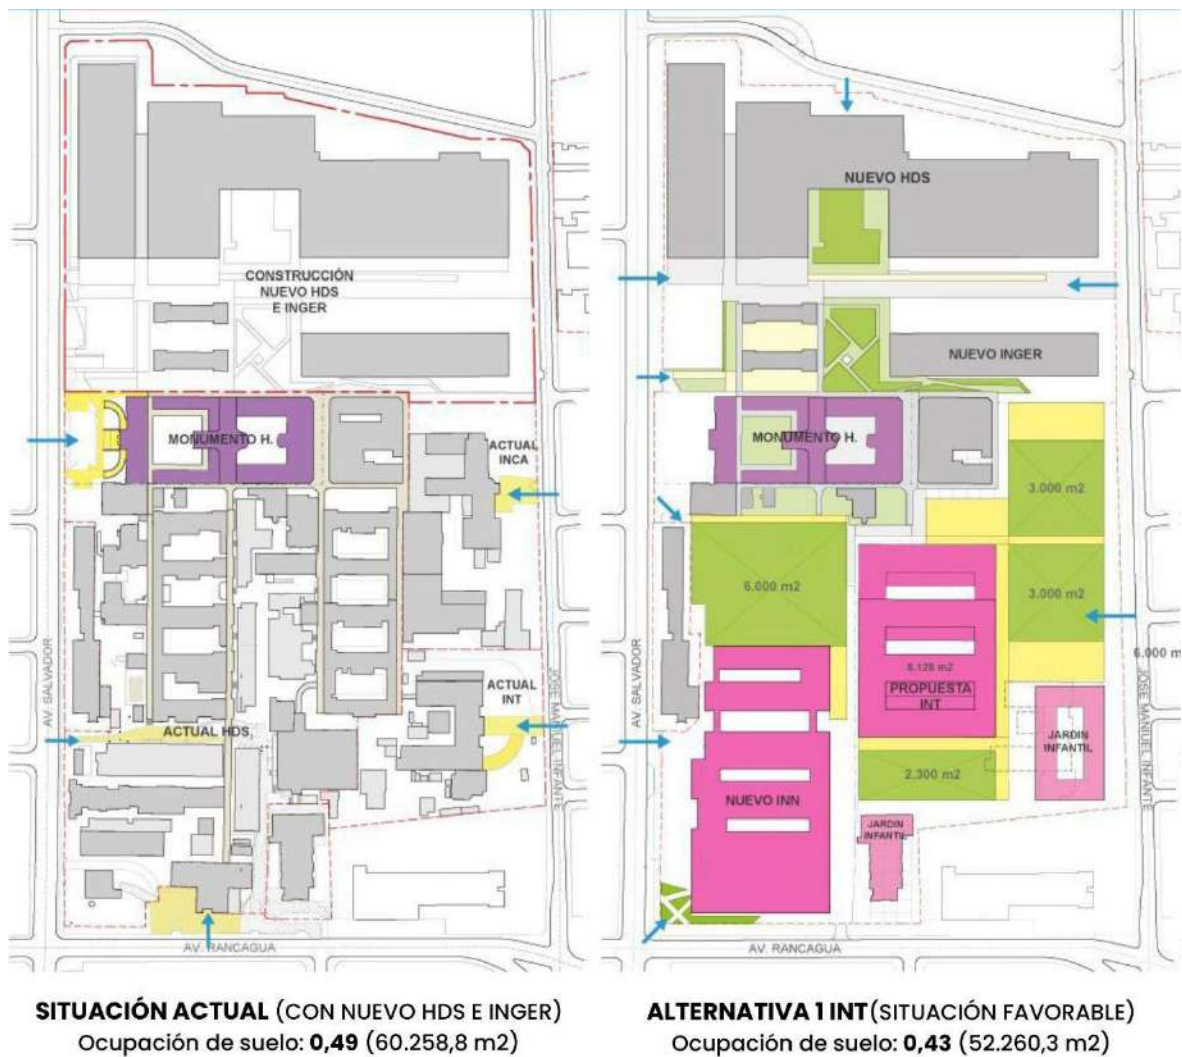 CONSTRUCCIÓN
NUEVO HDS
E INGER
MONUMENTO H.
ACTUAL
INCA
ACTUAL
INT
ACTUAL HDS
AV. SALVADOR
JOSE MANUEL INFANTE
AV. RANCAGUA
NUEVO HDS
NUEVO INGER
MONUMENTO H.
3.000 m2
6.000 m2
3.000 m2
6.000 m2
8.128 m2
PROPUESTA
INT
JARDIN
INFANTIL
2.300 m2
NUEVO INN
JARDIN
INFANTIL
AV. SALVADOR
JOSE MANUEL INFANTE
AV. RANCAGUA
SITUACIÓN ACTUAL (CON NUEVO HDS E INGER)
Ocupación de suelo: 0,49 (60.258,8 m2)
ALTERNATIVA 1 INT (SITUACIÓN FAVORABLE)
Ocupación de suelo: 0,43 (52.260,3 m2)